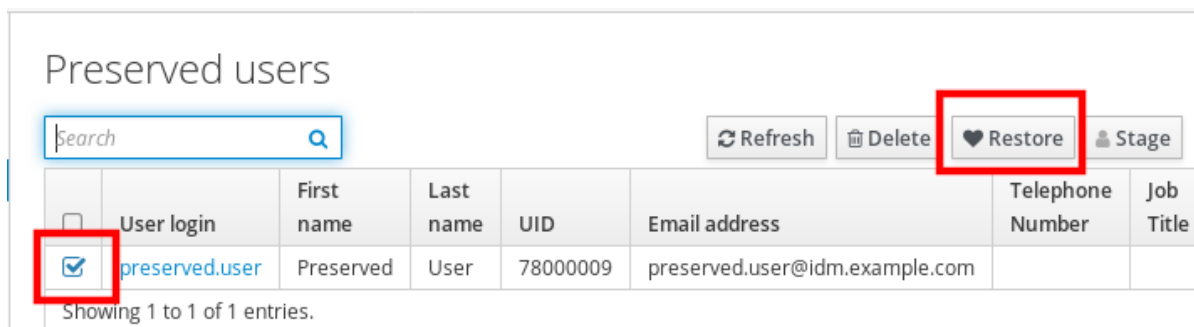 Preserved users
Search Refresh Delete Restore Stage
User login First name Last name UID Email address Telephone Number Job Title
preserved.user Preserved User 78000009 preserved.user@idm.example.com
Showing 1 to 1 of 1 entries.